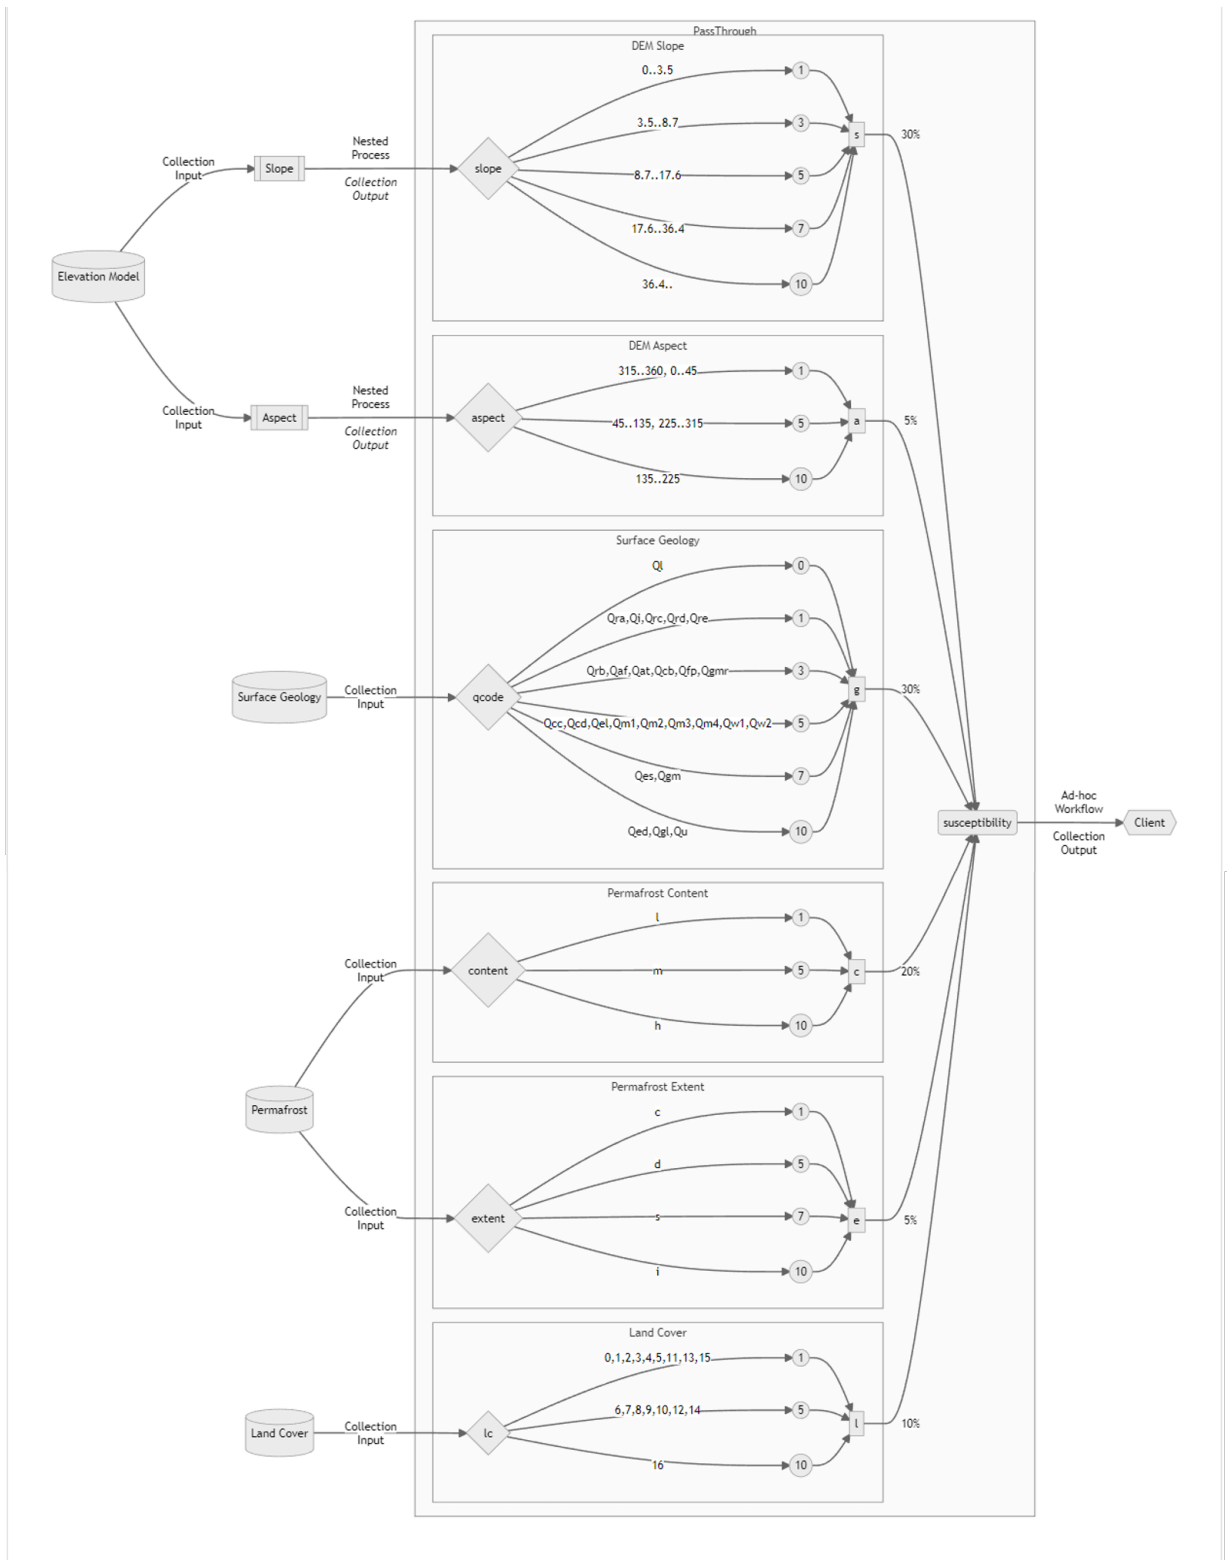 PassThrough
DEM Slope
0..3.5
1
3.5..8.7
3
s
30%
Nested
Process
Collection
Input
Slope
slope
8.7..17.6
5
Collection
Output
17.6..36.4
7
Elevation Model
36.4..
10
DEM Aspect
315..360, 0..45
1
Nested
Process
Collection
Input
Aspect
aspect
45..135, 225..315
5
a
5%
Collection
Output
135..225
10
Surface Geology
Ql
0
Qra,Qi,Qrc,Qrd,Qre
1
Qrb,Qaf,Qat,Qcb,Qfp,Qgmr
3
g
30%
Surface Geology
Collection
Input
qcode
Qcc,Qcd,Qel,Qm1,Qm2,Qm3,Qm4,Qw1,Qw2
5
Qes,Qgm
7
Qed,Qgl,Qu
10
susceptibility
Ad-hoc
Workflow
Collection
Output
Client
Permafrost Content
l
1
Collection
Input
content
m
5
c
20%
h
10
Permafrost
Permafrost Extent
c
1
d
5
Collection
Input
extent
s
7
e
5%
i
10
Land Cover
0,1,2,3,4,5,11,13,15
1
6,7,8,9,10,12,14
5
l
10%
Land Cover
Collection
Input
lc
16
10